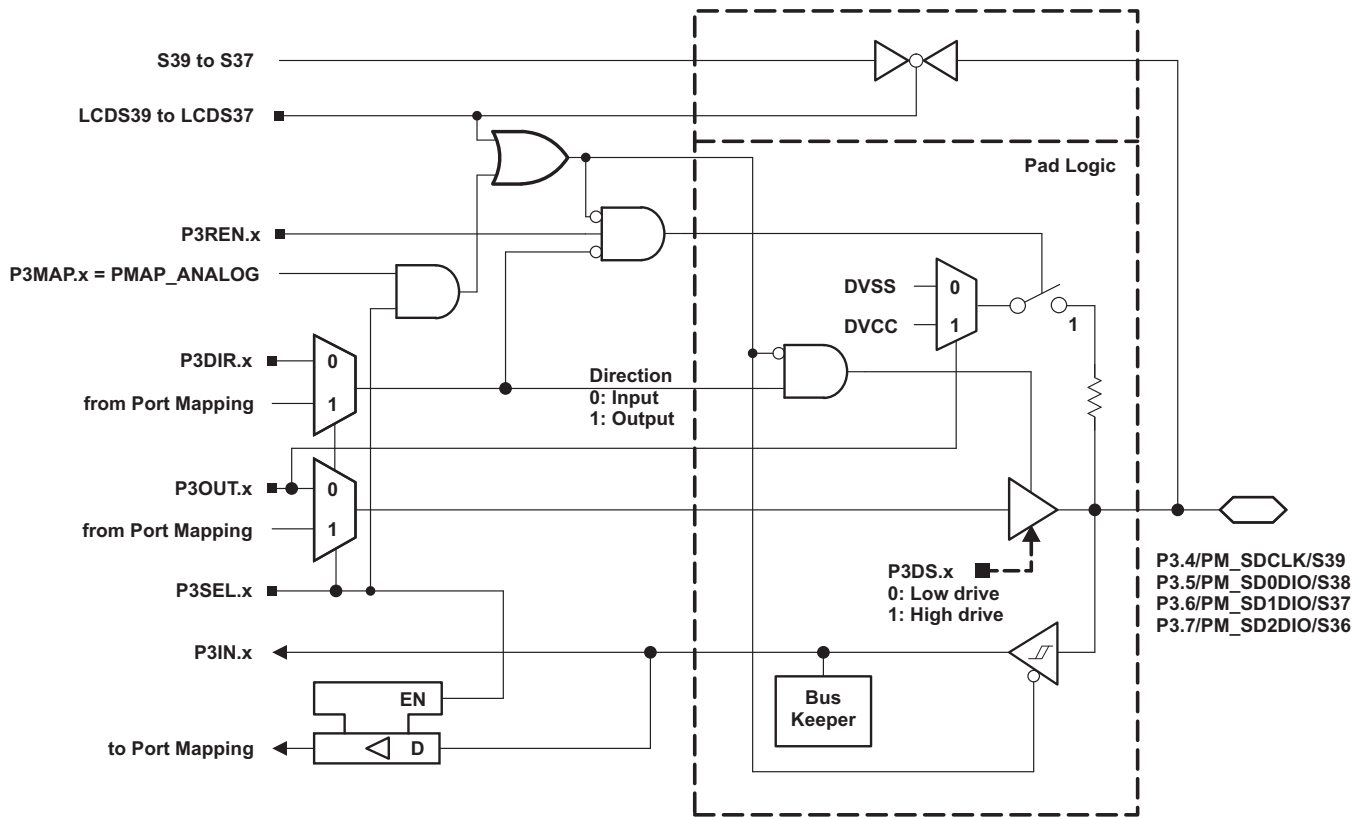 S39 to S37
LCDS39 to LCDS37
Pad Logic
P3REN.x
P3MAP.x = PMAP_ANALOG
DVSS
0
DVCC
1
1
P3DIR.x
0
from Port Mapping
1
Direction
0: Input
1: Output
P3OUT.x
0
from Port Mapping
1
P3DS.x
0: Low drive
1: High drive
P3.4/PM_SDCLK/S39
P3.5/PM_SD0DIO/S38
P3.6/PM_SD1DIO/S37
P3.7/PM_SD2DIO/S36
P3SEL.x
P3IN.x
EN
Bus
Keeper
to Port Mapping
D